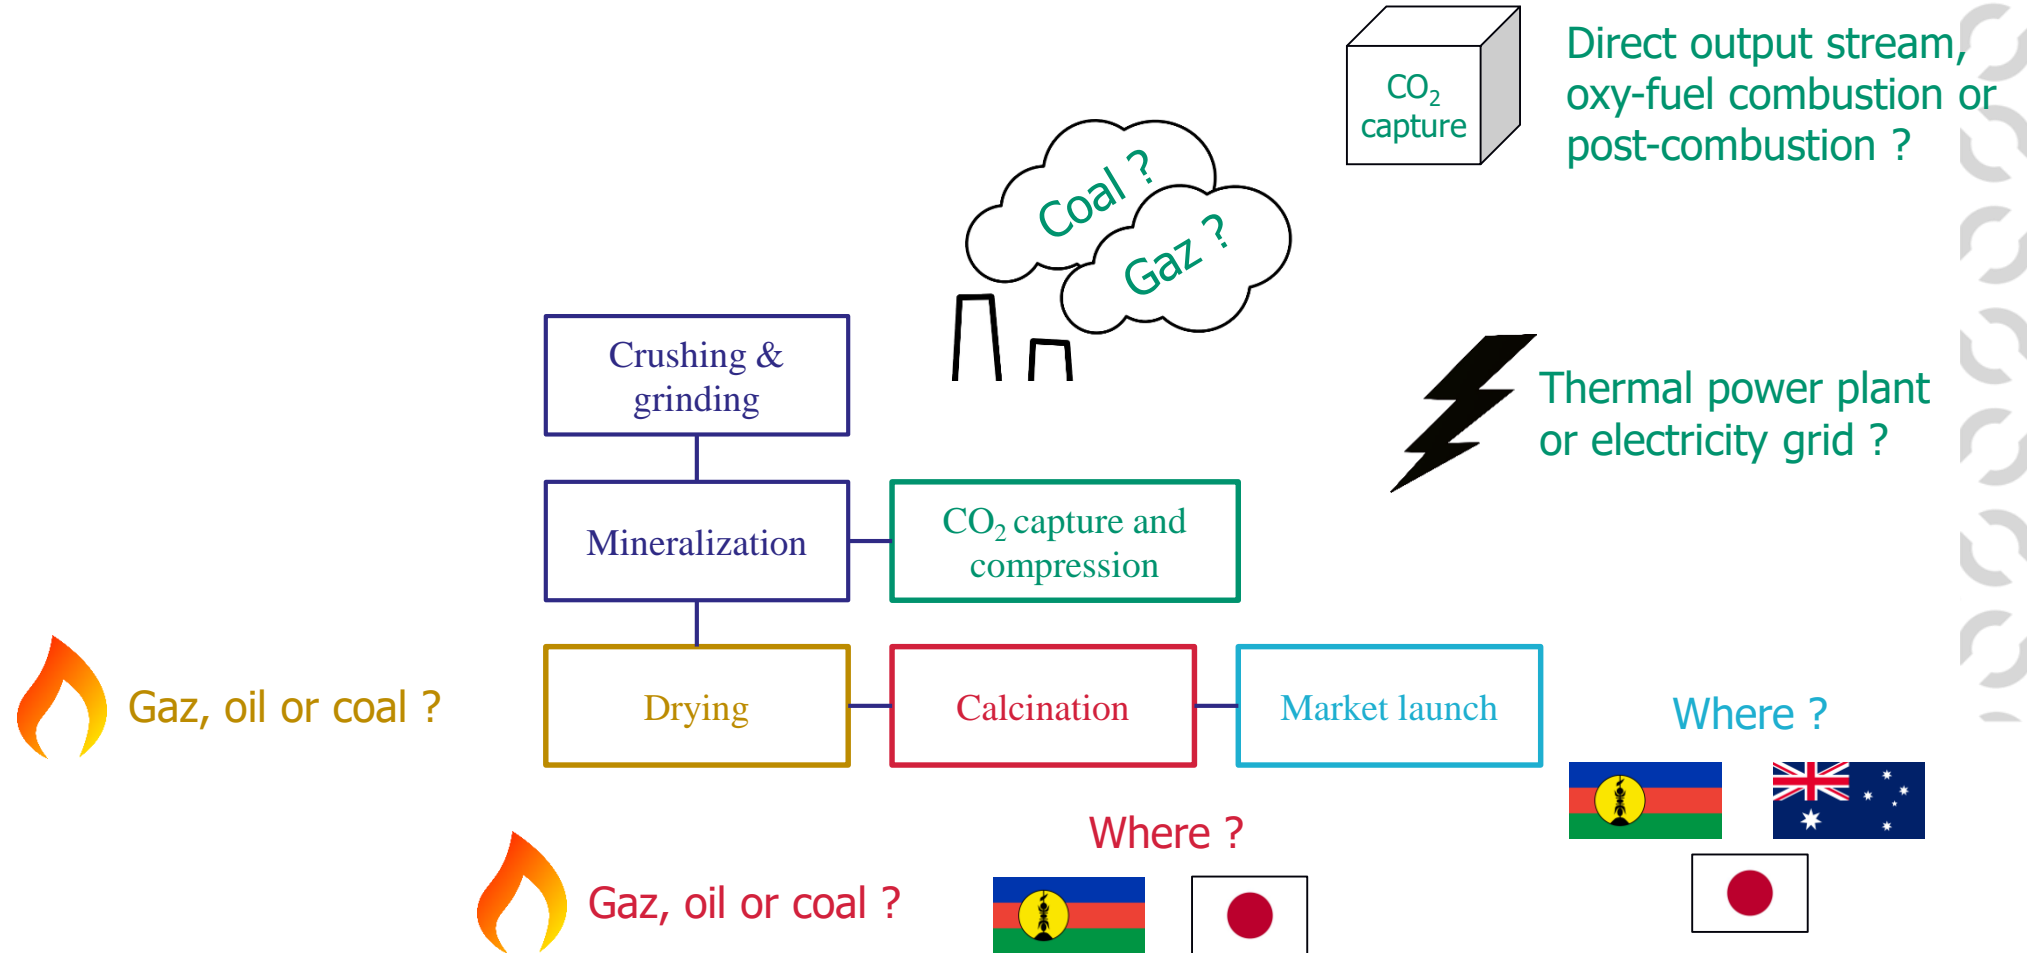 CO₂
capture
Direct output stream,
oxy-fuel combustion or
post-combustion ?
Coal ?
Gaz ?
Crushing &
grinding
Thermal power plant
or electricity grid ?
Mineralization
CO₂ capture and
compression
Gaz, oil or coal ?
Drying
Calcination
Market launch
Where ?
Where ?
Gaz, oil or coal ?